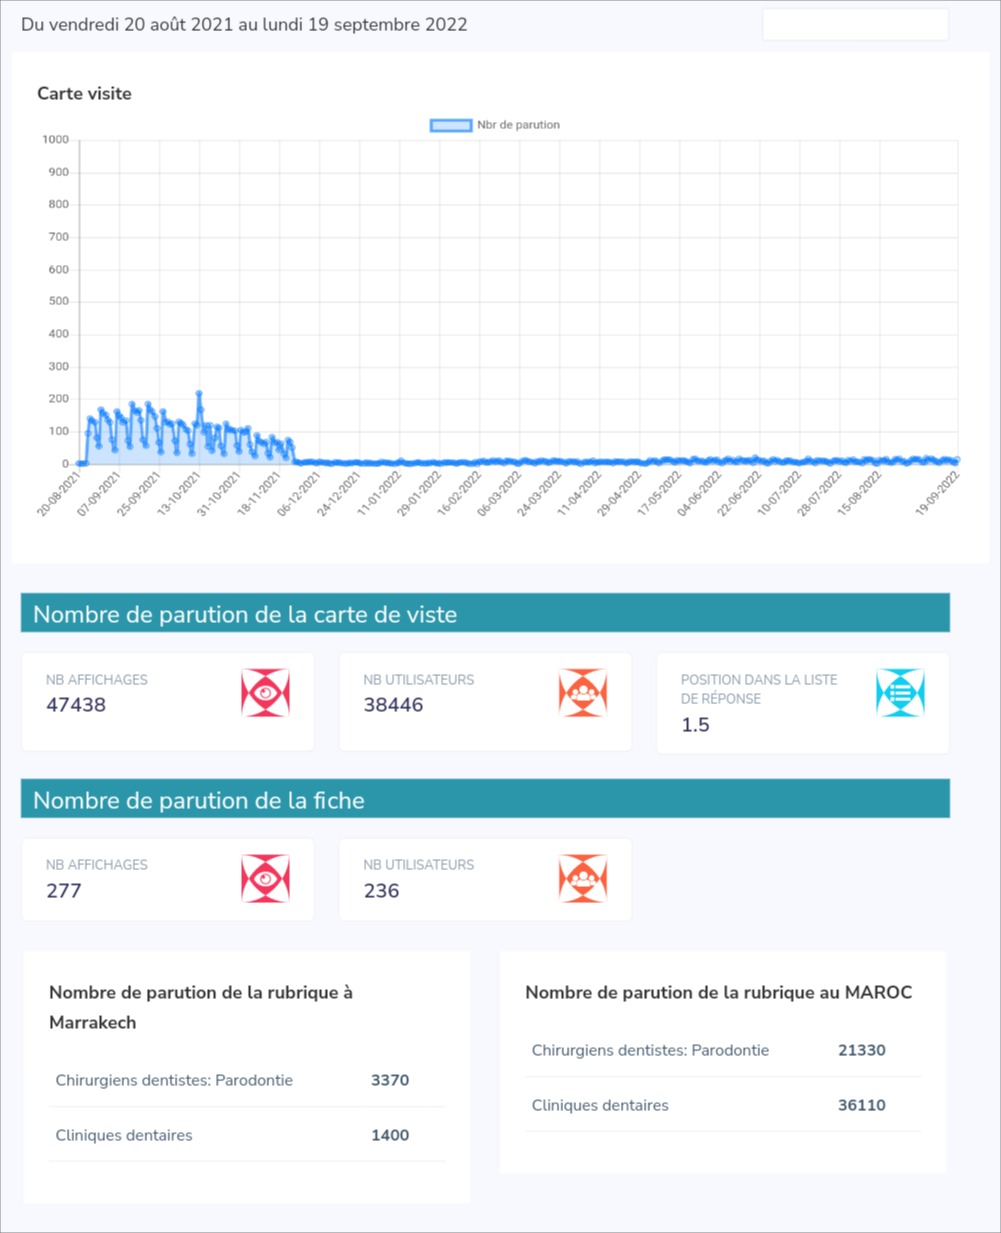 Du vendredi 20 août 2021 au lundi 19 septembre 2022
Carte visite
Nbr de parution
1000
900
800
700
600
500
400
300
200
100
0
20-08-2021
07-09-2021
25-09-2021
13-10-2021
31-10-2021
18-11-2021
06-12-2021
24-12-2021
11-01-2022
29-01-2022
16-02-2022
06-03-2022
24-03-2022
11-04-2022
29-04-2022
17-05-2022
04-06-2022
22-06-2022
10-07-2022
28-07-2022
15-08-2022
19-09-2022
Nombre de parution de la carte de viste
NB AFFICHAGES
47438
NB UTILISATEURS
38446
POSITION DANS LA LISTE
DE RÉPONSE
1.5
Nombre de parution de la fiche
NB AFFICHAGES
277
NB UTILISATEURS
236
Nombre de parution de la rubrique à
Marrakech
Chirurgiens dentistes: Parodontie 3370
Cliniques dentaires 1400
Nombre de parution de la rubrique au MAROC
Chirurgiens dentistes: Parodontie 21330
Cliniques dentaires 36110